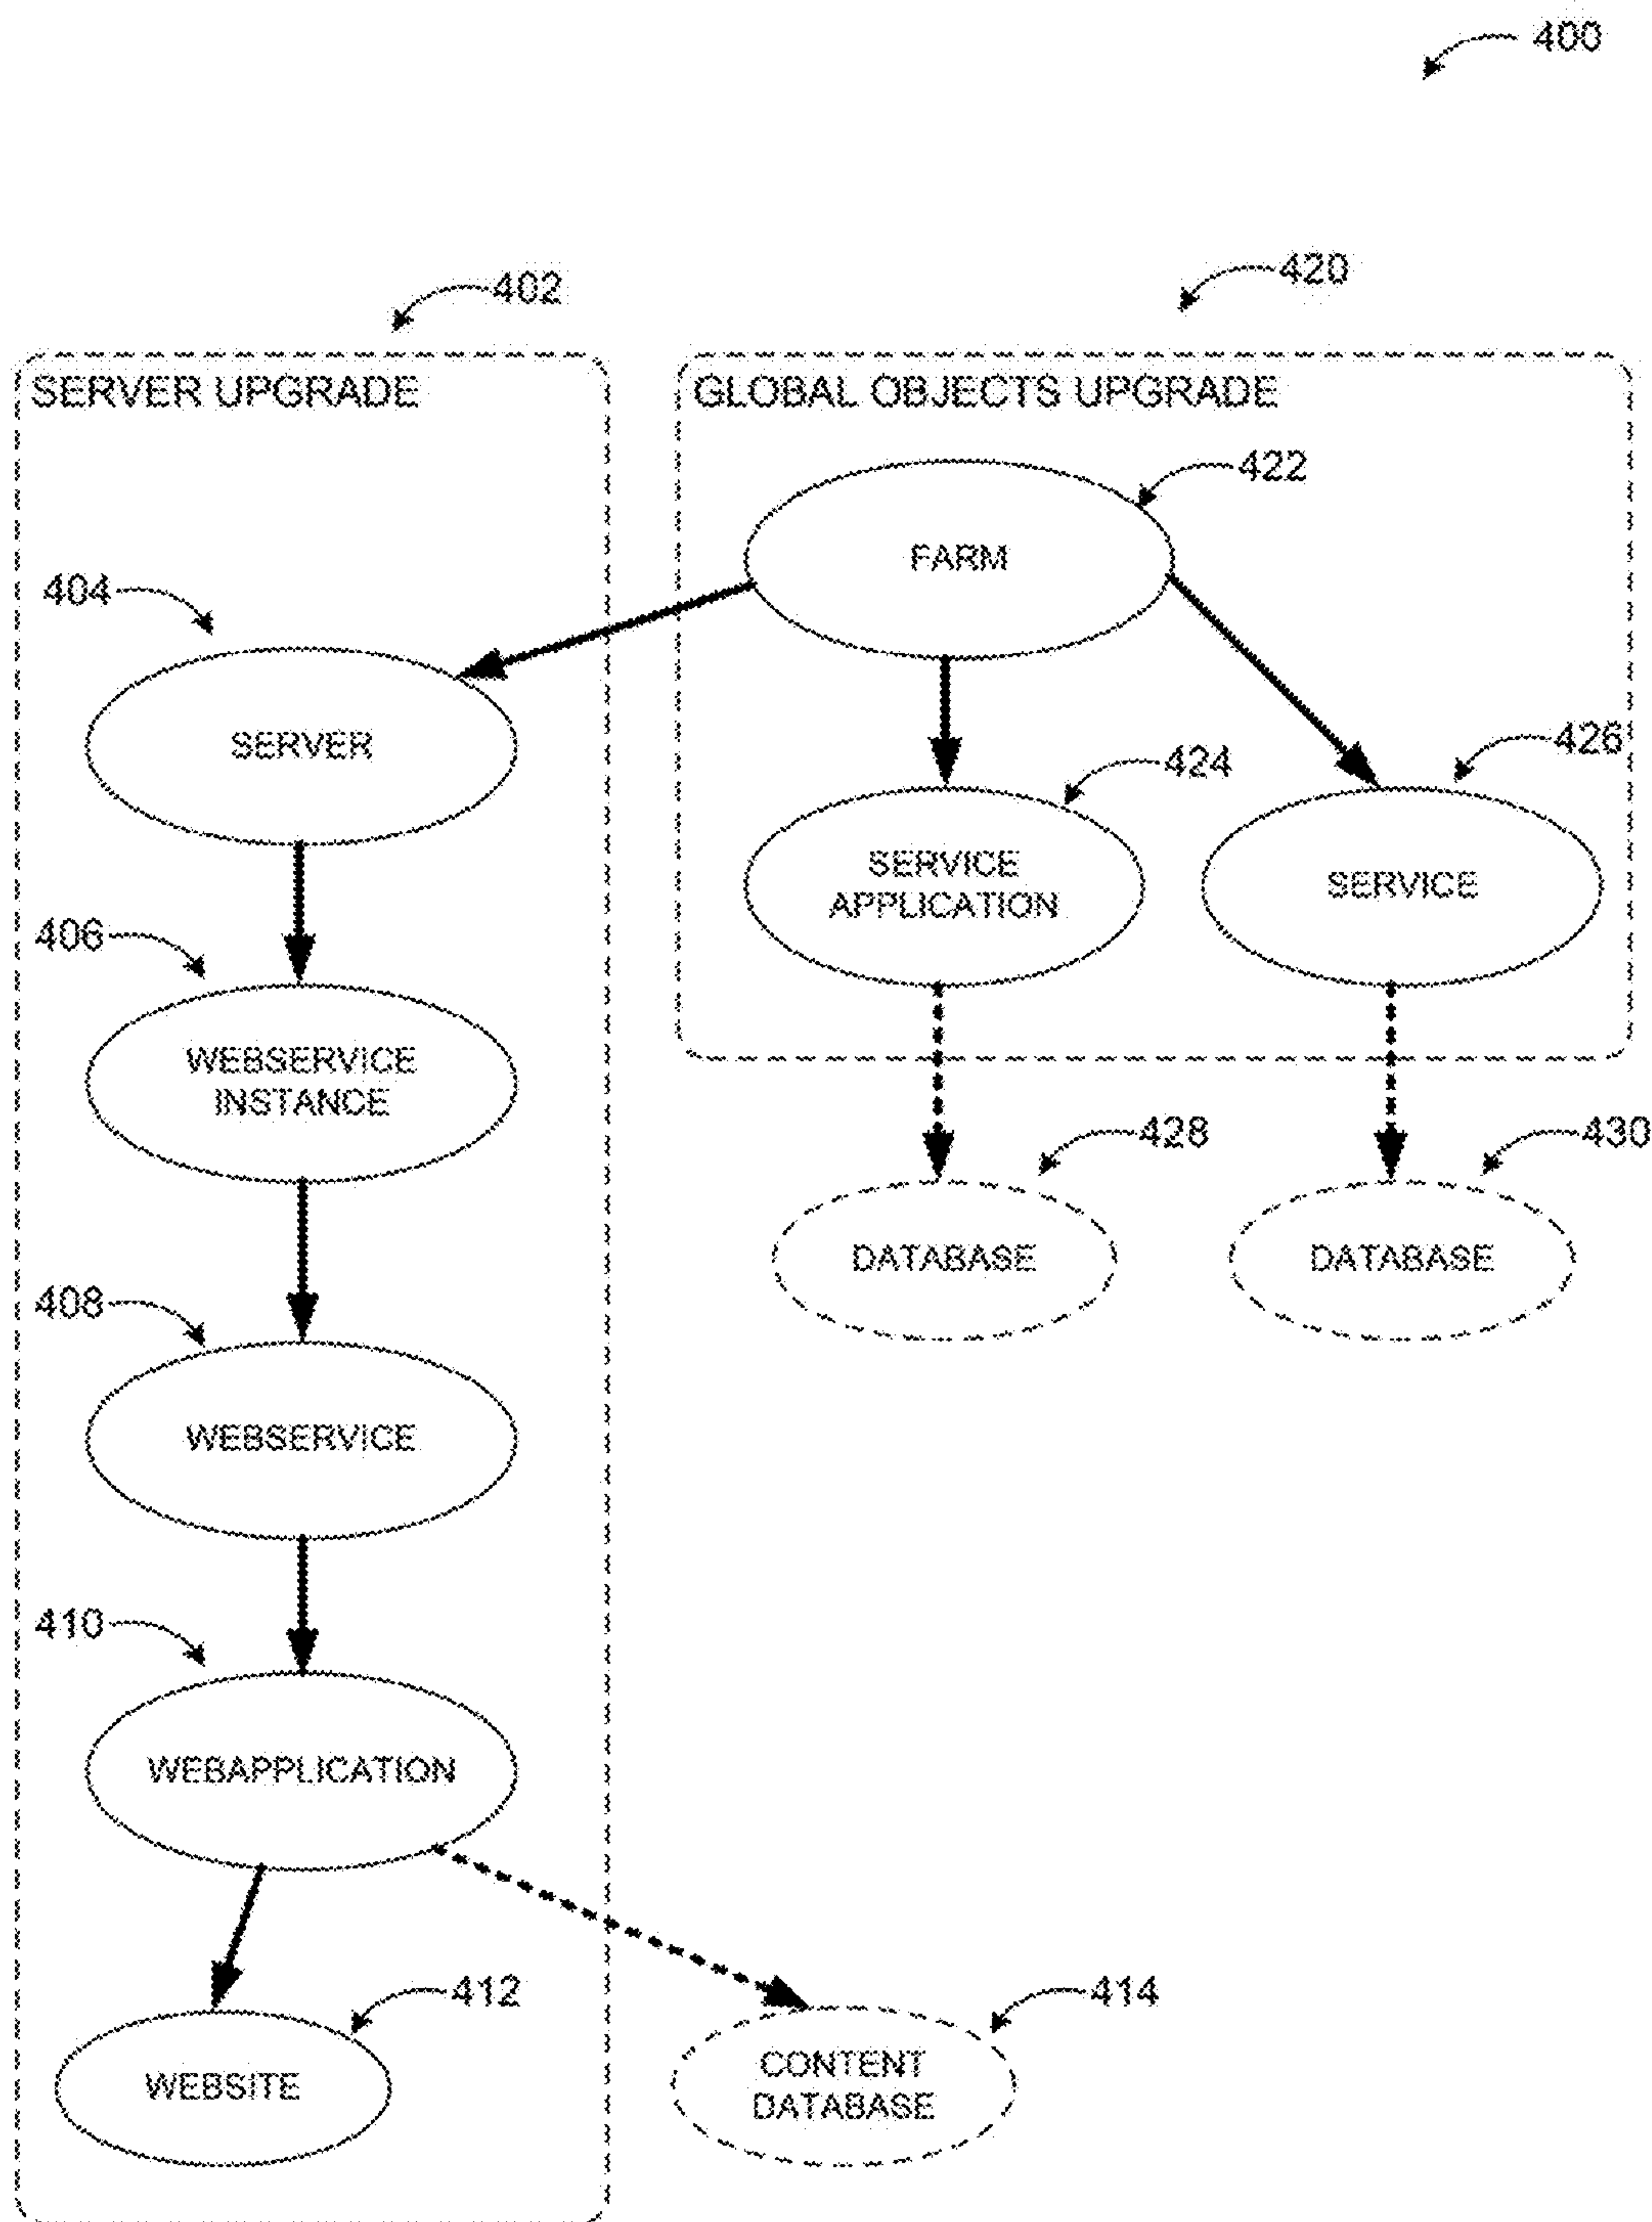 400
402
420
SERVER UPGRADE
GLOBAL OBJECTS UPGRADE
422
FARM
404
SERVER
424
426
SERVICE
APPLICATION
SERVICE
406
WEBSERVICE
INSTANCE
428
430
DATABASE
DATABASE
408
WEBSERVICE
410
WEBAPPLICATION
412
414
WEBSITE
CONTENT
DATABASE